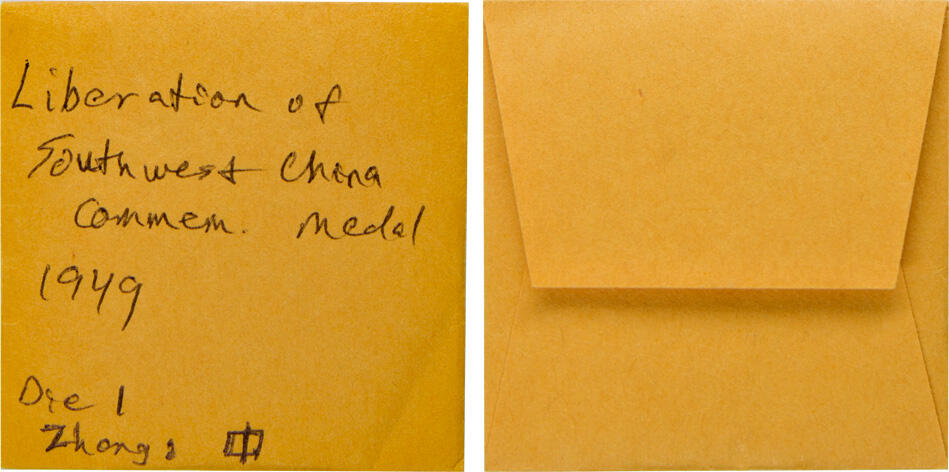 Liberation of
Southwest China
Commem. Medal
1949
Die 1
Zhong: 中